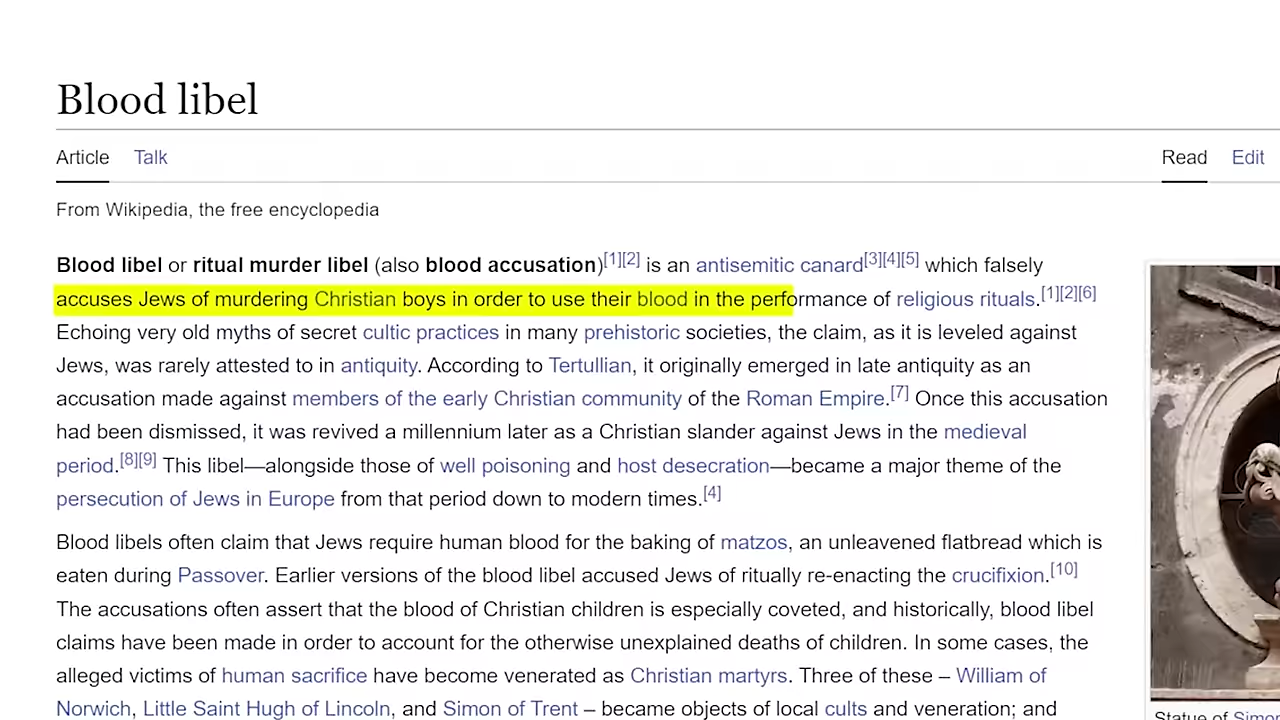 Blood libel
Article Talk Read Edit
From Wikipedia, the free encyclopedia
Blood libel or ritual murder libel (also blood accusation)[1][2] is an antisemitic canard[3][4][5] which falsely
accuses Jews of murdering Christian boys in order to use their blood in the performance of religious rituals.[1][2][6]
Echoing very old myths of secret cultic practices in many prehistoric societies, the claim, as it is leveled against
Jews, was rarely attested to in antiquity. According to Tertullian, it originally emerged in late antiquity as an
accusation made against members of the early Christian community of the Roman Empire.[7] Once this accusation
had been dismissed, it was revived a millennium later as a Christian slander against Jews in the medieval
period.[8][9] This libel—alongside those of well poisoning and host desecration—became a major theme of the
persecution of Jews in Europe from that period down to modern times.[4]
Blood libels often claim that Jews require human blood for the baking of matzos, an unleavened flatbread which is
eaten during Passover. Earlier versions of the blood libel accused Jews of ritually re-enacting the crucifixion.[10]
The accusations often assert that the blood of Christian children is especially coveted, and historically, blood libel
claims have been made in order to account for the otherwise unexplained deaths of children. In some cases, the
alleged victims of human sacrifice have become venerated as Christian martyrs. Three of these – William of
Norwich, Little Saint Hugh of Lincoln, and Simon of Trent – became objects of local cults and veneration; and
Statue of Simo